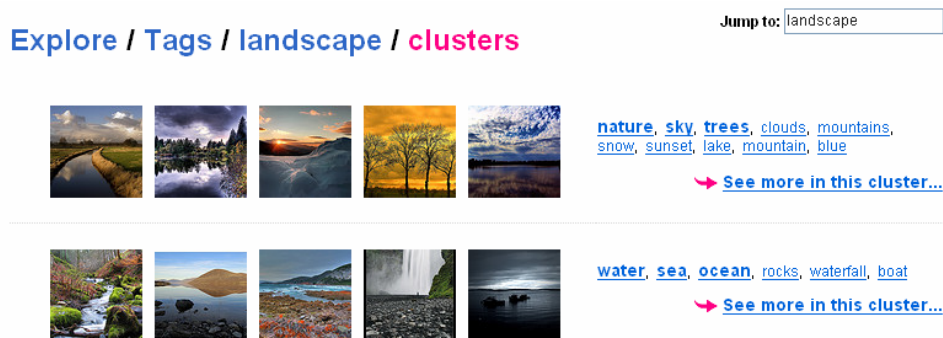 Jump to: landscape
Explore / Tags / landscape / clusters
nature, sky, trees, clouds, mountains,
snow, sunset, lake, mountain, blue
See more in this cluster...
water, sea, ocean, rocks, waterfall, boat
See more in this cluster...